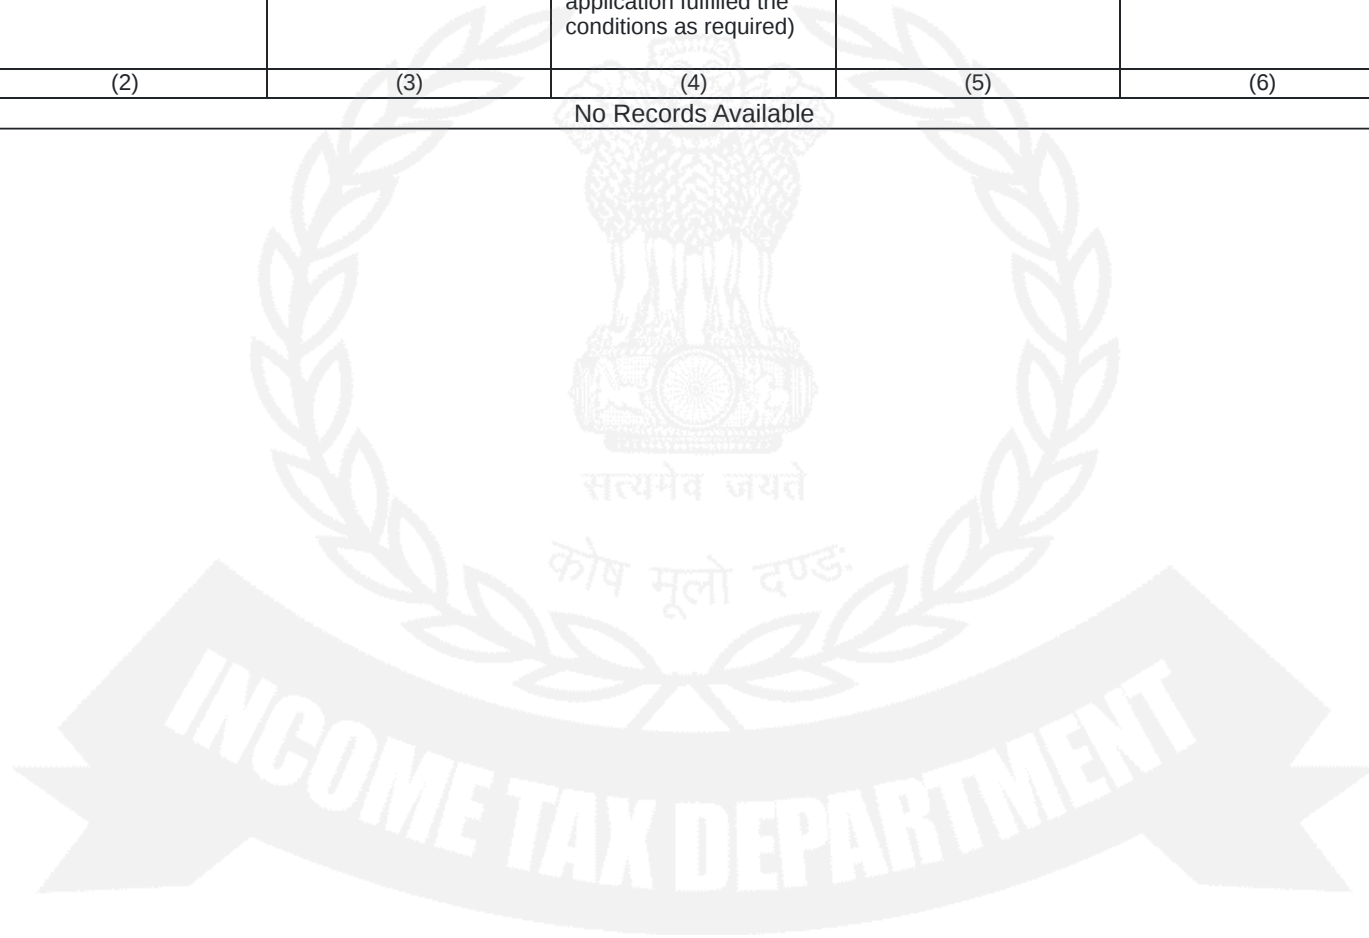 application fulfilled the
conditions as required)
(2) (3) (4) (5) (6)
No Records Available
सत्यमेव जयते
कोष मूलो दण्डः
INCOME TAX DEPARTMENT